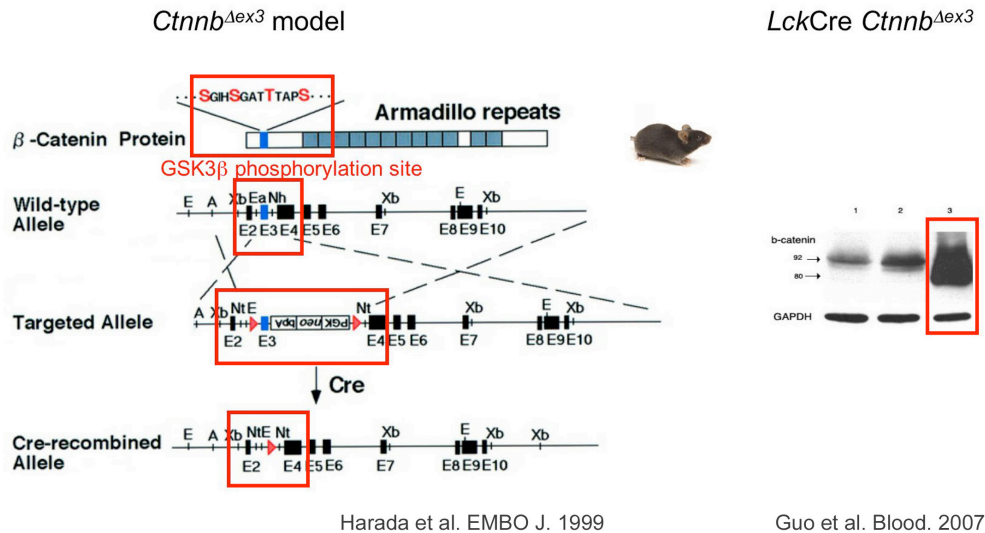 Ctnnb^Δex3 model
LckCre Ctnnb^Δex3
···SGIHSGATTTAPS···
Armadillo repeats
β-Catenin Protein
GSK3β phosphorylation site
E A Xb Ea Nh Xb E Xb
Wild-type
Allele
E2 E3 E4 E5 E6 E7 E8 E9 E10
1 2 3
b-catenin
92
80
GAPDH
A Xb Nt E Nt Xb E Xb
Targeted Allele
PGK neo bpA
E2 E3 E4 E5 E6 E7 E8 E9 E10
Cre
E A Xb Nt E Nt Xb E Xb Xb
Cre-recombined
Allele
E2 E4 E5 E6 E7 E8 E9 E10
Harada et al. EMBO J. 1999
Guo et al. Blood. 2007